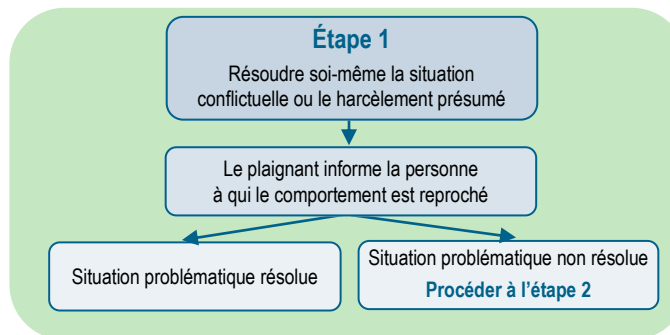 Étape 1
Résoudre soi-même la situation
conflictuelle ou le harcèlement présumé
Le plaignant informe la personne
à qui le comportement est reproché
Situation problématique résolue
Situation problématique non résolue
Procéder à l'étape 2